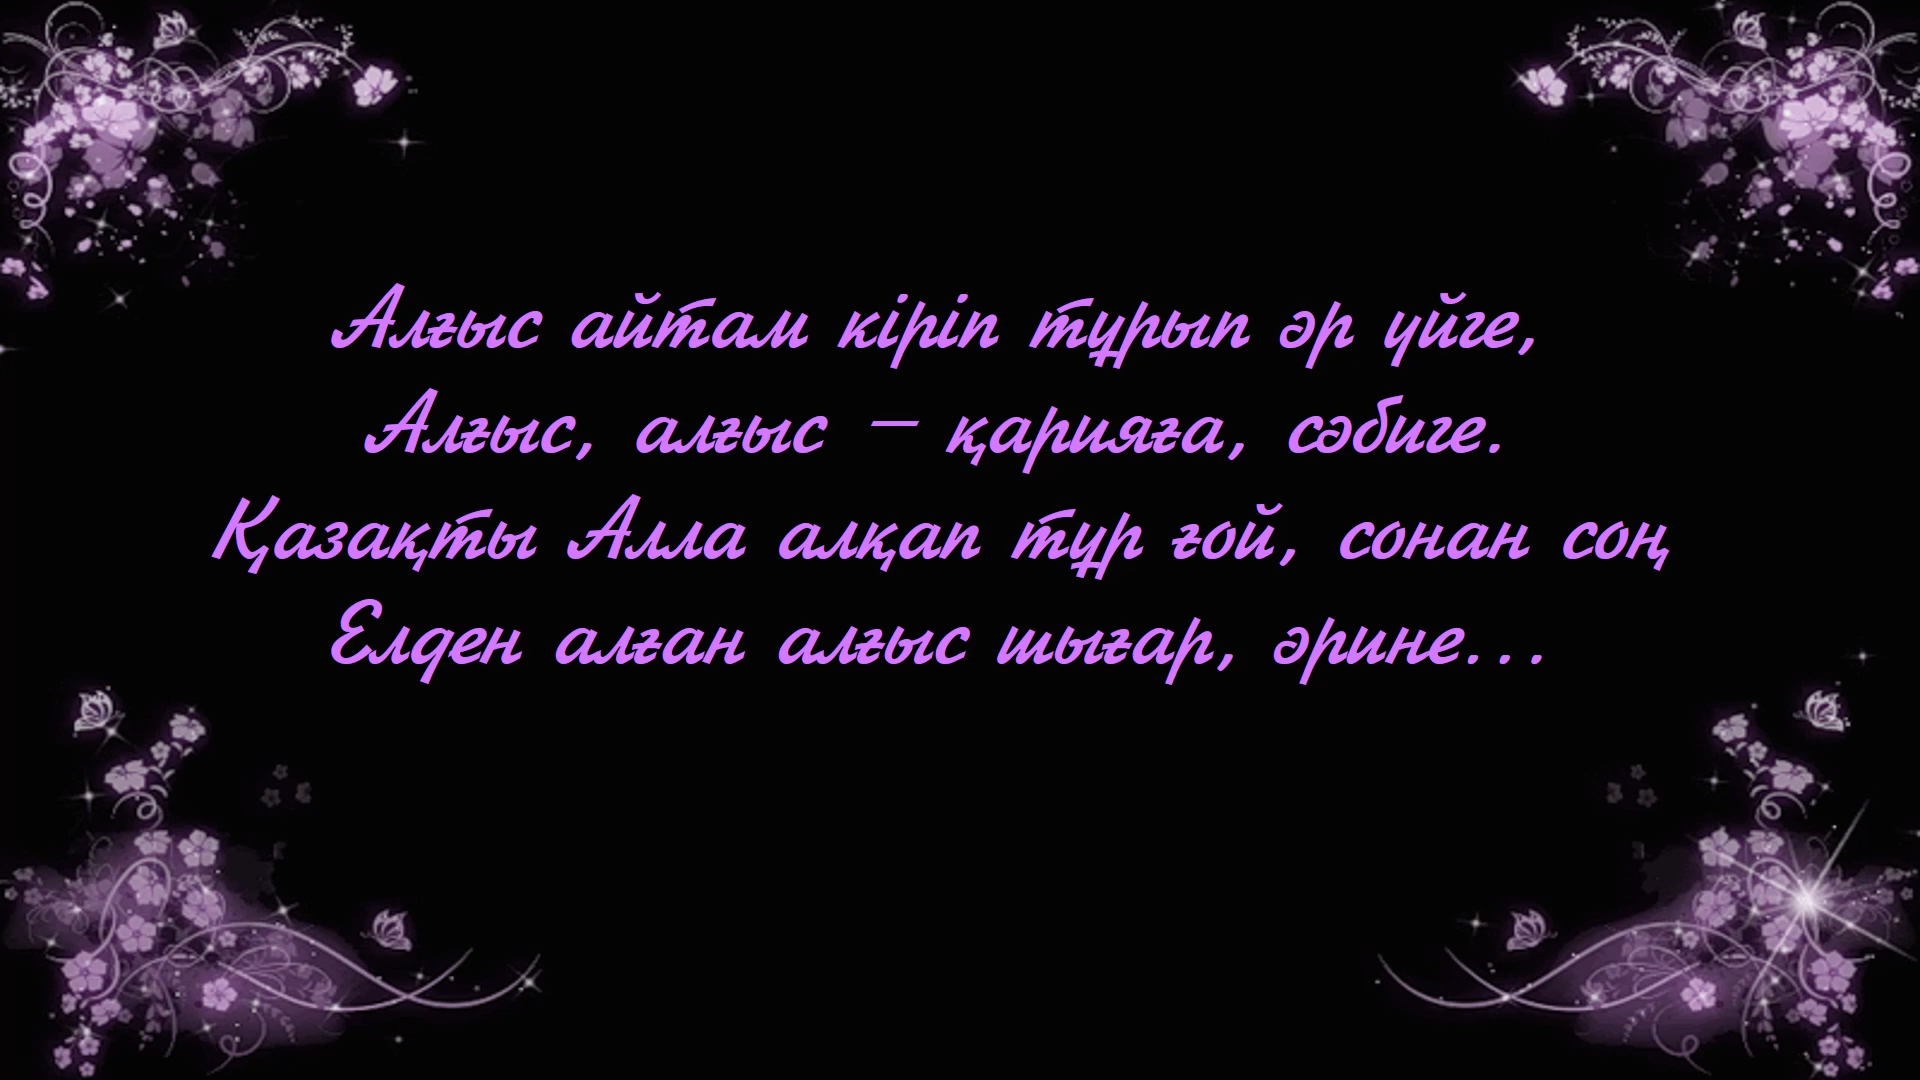 Алғыс айтам кіріп тұрып әр үйге,
Алғыс, алғыс – қарияға, сәбиге.
Қазақты Алла алқап тұр ғой, сонан соң
Елден алған алғыс шығар, әрине...